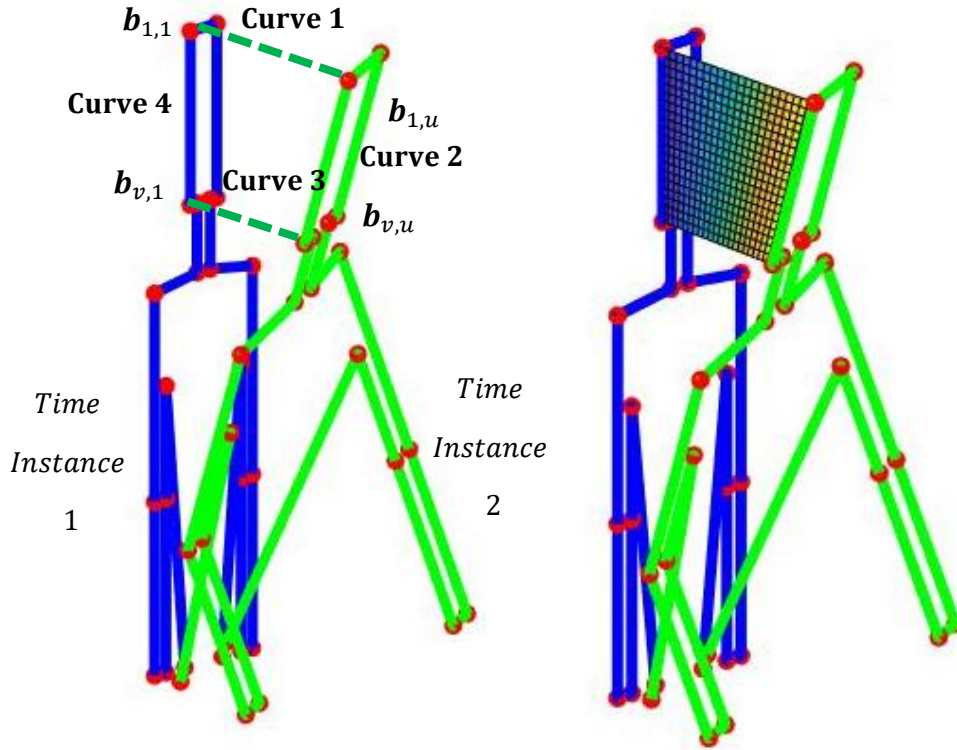 b1,1
Curve 1
Curve 4
b1,u
Curve 2
bv,1
Curve 3
bv,u
Time
Instance
1
Time
Instance
2